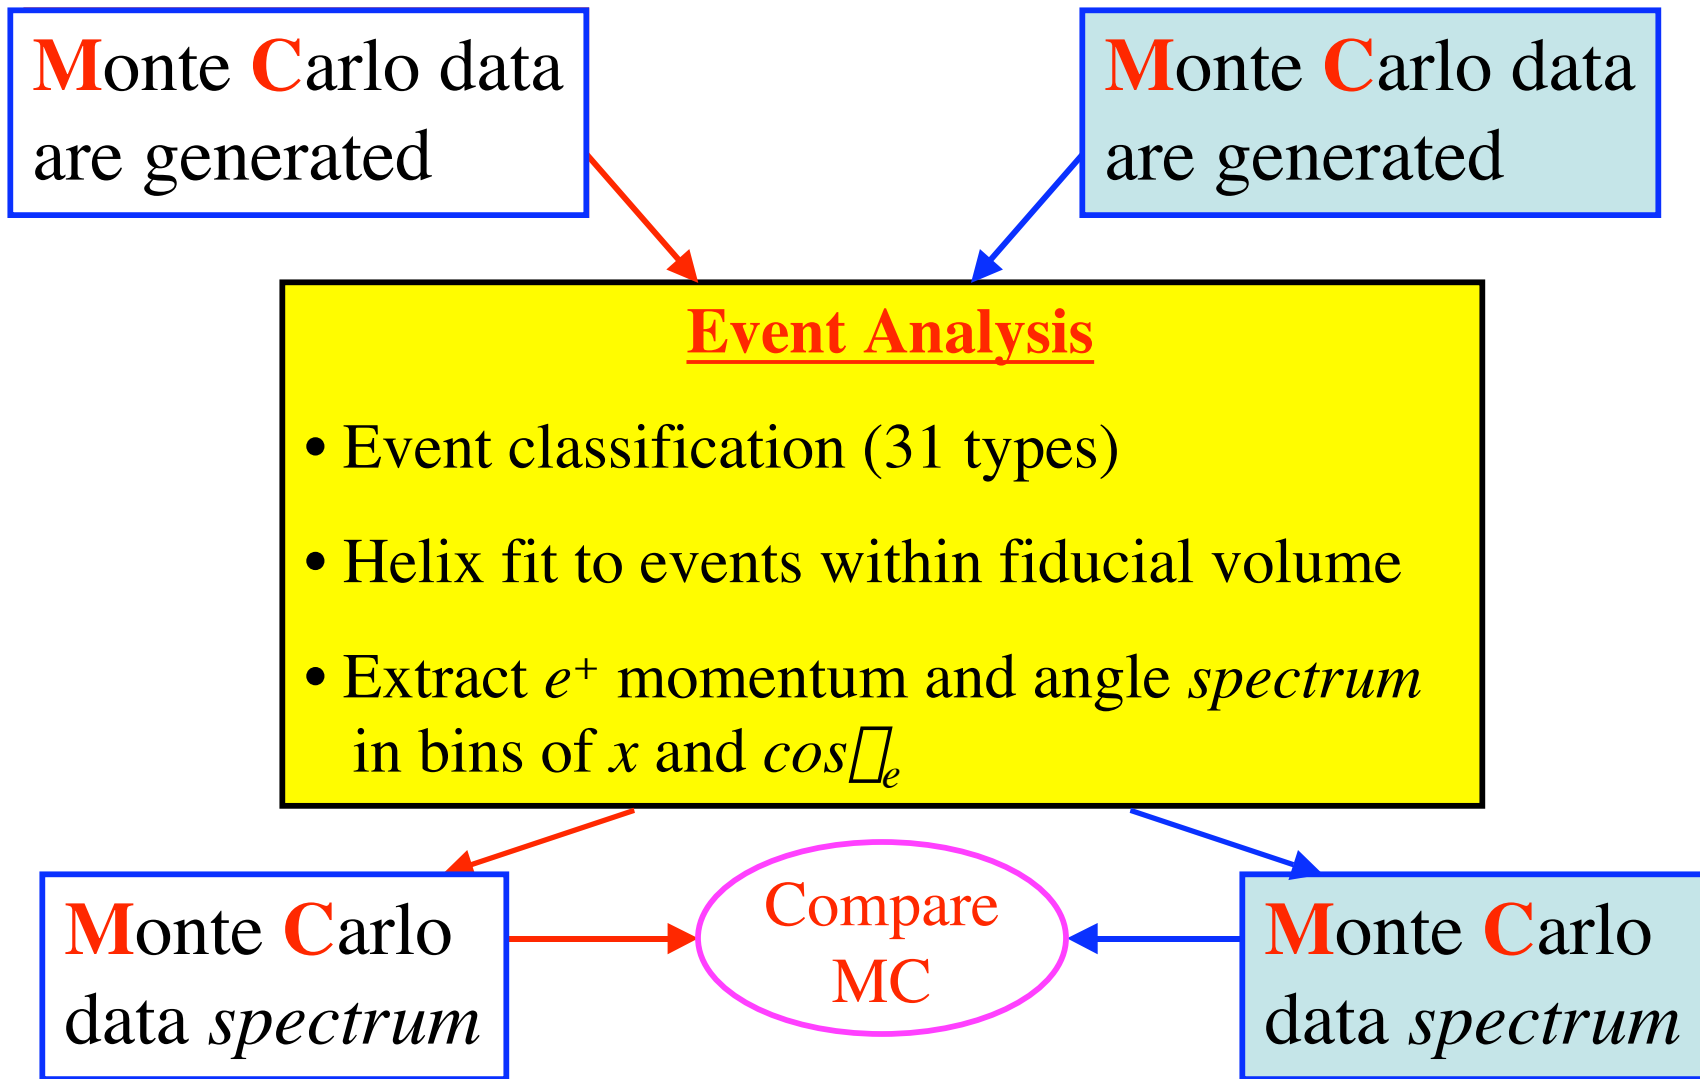 Monte Carlo data
are generated
Monte Carlo data
are generated
Event Analysis
• Event classification (31 types)
• Helix fit to events within fiducial volume
• Extract e⁺ momentum and angle spectrum
in bins of x and cos▯ₑ
Monte Carlo
data spectrum
Compare
MC
Monte Carlo
data spectrum